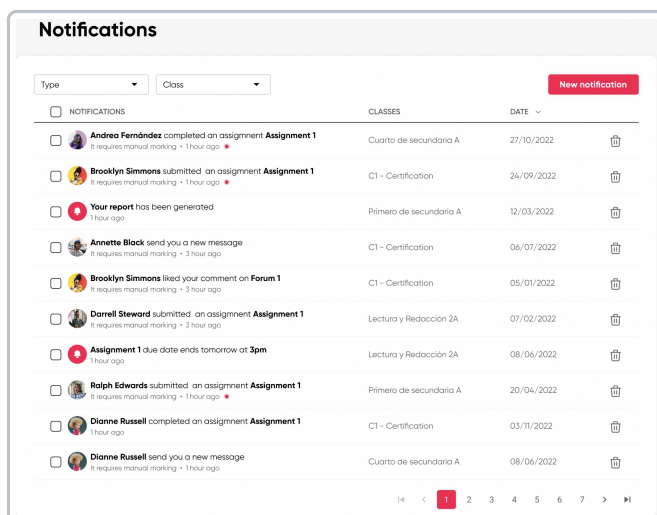 Notifications
Type Class New notification
NOTIFICATIONS CLASSES DATE
Andrea Fernández completed an assigmnent Assignment 1
It requires manual marking • 1 hour ago
Cuarto de secundaria A 27/10/2022
Brooklyn Simmons submitted an assigmnent Assignment 1
It requires manual marking • 1 hour ago
C1 - Certification 24/09/2022
Your report has been generated
1 hour ago
Primero de secundaria A 12/03/2022
Annette Black send you a new message
It requires manual marking • 3 hour ago
C1 - Certification 06/07/2022
Brooklyn Simmons liked your comment on Forum 1
It requires manual marking • 3 hour ago
C1 - Certification 05/01/2022
Darrell Steward submitted an assigmnent Assignment 1
It requires manual marking • 3 hour ago
Lectura y Redacción 2A 07/02/2022
Assignment 1 due date ends tomorrow at 3pm
1 hour ago
Lectura y Redacción 2A 08/06/2022
Ralph Edwards submitted an assigmnent Assignment 1
It requires manual marking • 1 hour ago
Primero de secundaria A 20/04/2022
Dianne Russell completed an assigmnent Assignment 1
1 hour ago
C1 - Certification 03/11/2022
Dianne Russell send you a new message
It requires manual marking • 1 hour ago
Cuarto de secundaria A 08/06/2022
1 2 3 4 5 6 7